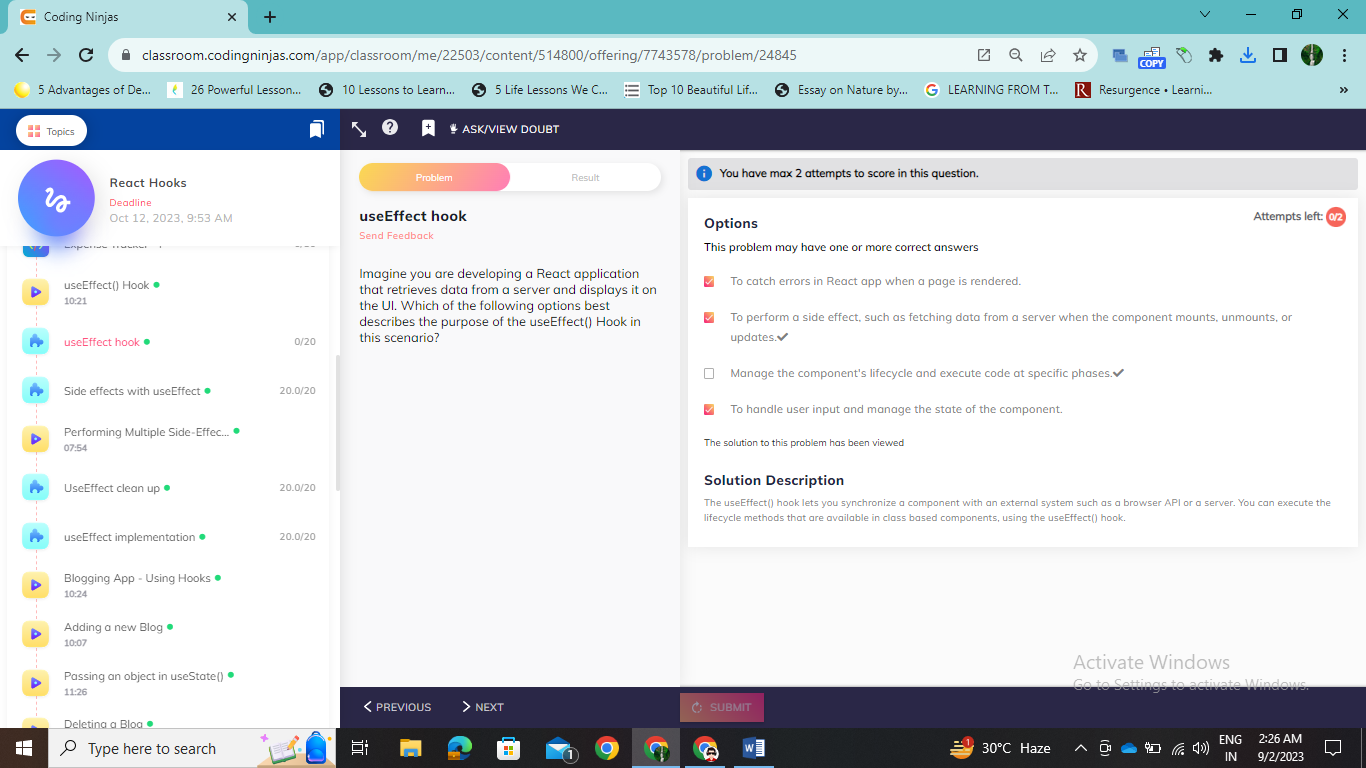 Coding Ninjas
classroom.codingninjas.com/app/classroom/me/22503/content/514800/offering/7743578/problem/24845
COPY
5 Advantages of De...
26 Powerful Lesson...
10 Lessons to Learn...
5 Life Lessons We C...
Top 10 Beautiful Lif...
Essay on Nature by...
LEARNING FROM T...
Resurgence • Learni...
Topics
ASK/VIEW DOUBT
React Hooks
Deadline
Oct 12, 2023, 9:53 AM
useEffect() Hook
10:21
useEffect hook 0/20
Side effects with useEffect 20.0/20
Performing Multiple Side-Effec...
07:54
UseEffect clean up 20.0/20
useEffect implementation 20.0/20
Blogging App - Using Hooks
10:24
Adding a new Blog
10:07
Passing an object in useState()
11:26
Deleting a Blog
Problem
Result
useEffect hook
Send Feedback
Imagine you are developing a React application
that retrieves data from a server and displays it on
the UI. Which of the following options best
describes the purpose of the useEffect() Hook in
this scenario?
You have max 2 attempts to score in this question.
Options
Attempts left: 0/2
This problem may have one or more correct answers
To catch errors in React app when a page is rendered.
To perform a side effect, such as fetching data from a server when the component mounts, unmounts, or
updates.✔
Manage the component's lifecycle and execute code at specific phases.✔
To handle user input and manage the state of the component.
The solution to this problem has been viewed
Solution Description
The useEffect() hook lets you synchronize a component with an external system such as a browser API or a server. You can execute the
lifecycle methods that are available in class based components, using the useEffect() hook.
Activate Windows
Go to Settings to activate Windows.
PREVIOUS
NEXT
SUBMIT
Type here to search
1
1
30°C Haze
ENG
IN
2:26 AM
9/2/2023